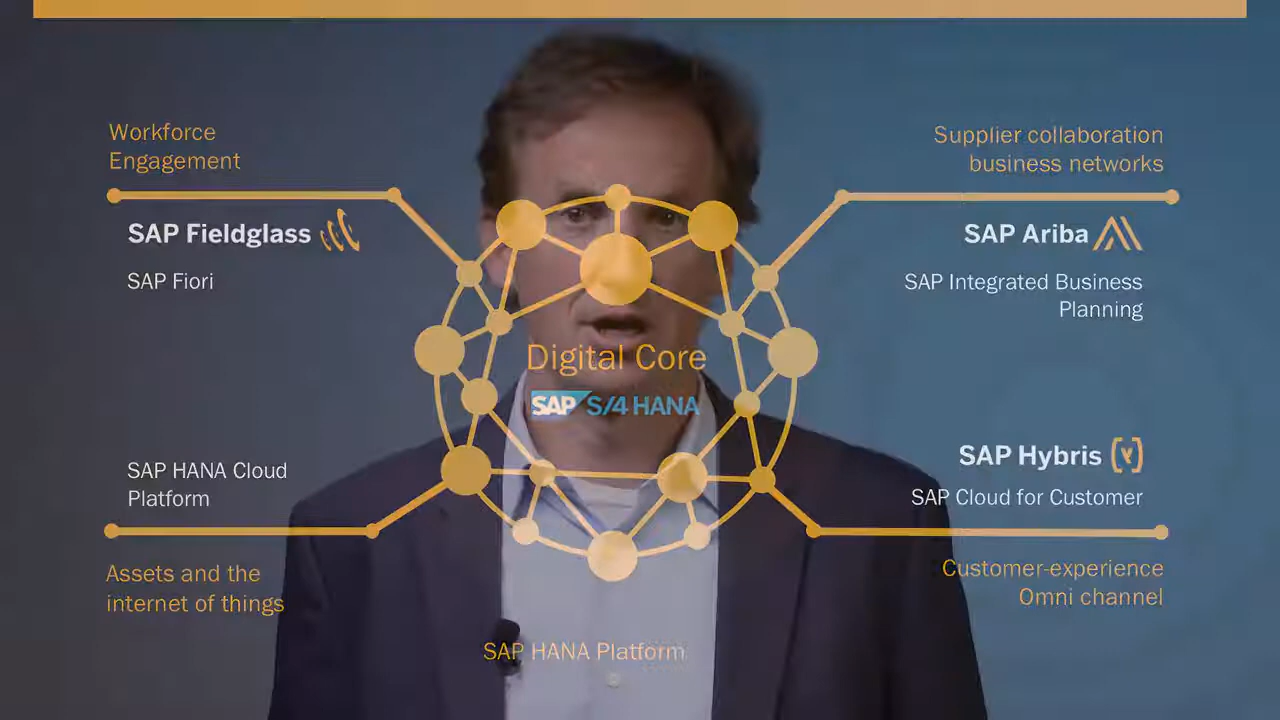 Workforce
Engagement
SAP Fieldglass
SAP Fiori
Supplier collaboration
business networks
SAP Ariba
SAP Integrated Business
Planning
Digital Core
SAP S/4 HANA
SAP HANA Cloud
Platform
Assets and the
internet of things
SAP Hybris
SAP Cloud for Customer
Customer-experience
Omni channel
SAP HANA Platform